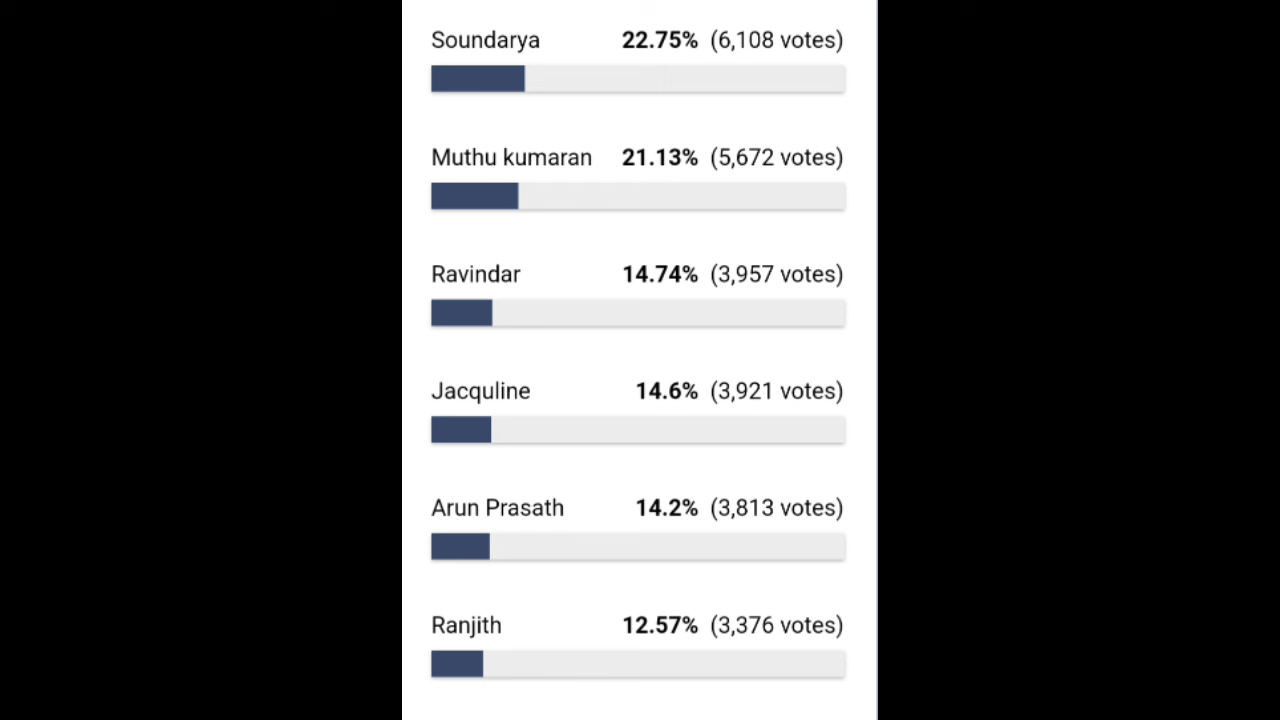 Soundarya 22.75% (6,108 votes)
Muthu kumaran 21.13% (5,672 votes)
Ravindar 14.74% (3,957 votes)
Jacquline 14.6% (3,921 votes)
Arun Prasath 14.2% (3,813 votes)
Ranjith 12.57% (3,376 votes)